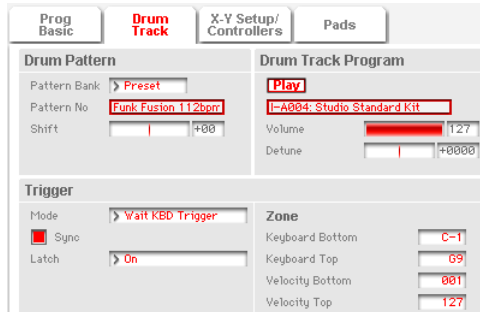 Prog Basic
Drum Track
X-Y Setup/ Controllers
Pads
Drum Pattern
Pattern Bank Preset
Pattern No Funk Fusion 112bpm
Shift +00
Drum Track Program
Play
I-A004: Studio Standard Kit
Volume 127
Detune +0000
Trigger
Mode Wait KBD Trigger
Sync
Latch On
Zone
Keyboard Bottom C-1
Keyboard Top G9
Velocity Bottom 001
Velocity Top 127